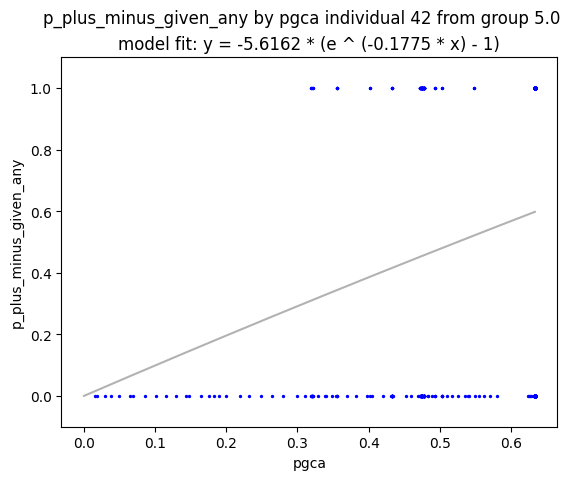 p_plus_minus_given_any by pgca individual 42 from group 5.0
model fit: y = -5.6162 * (e ^ (-0.1775 * x) - 1)
1.0
0.8
0.6
0.4
0.2
0.0
p_plus_minus_given_any
0.0 0.1 0.2 0.3 0.4 0.5 0.6
pgca